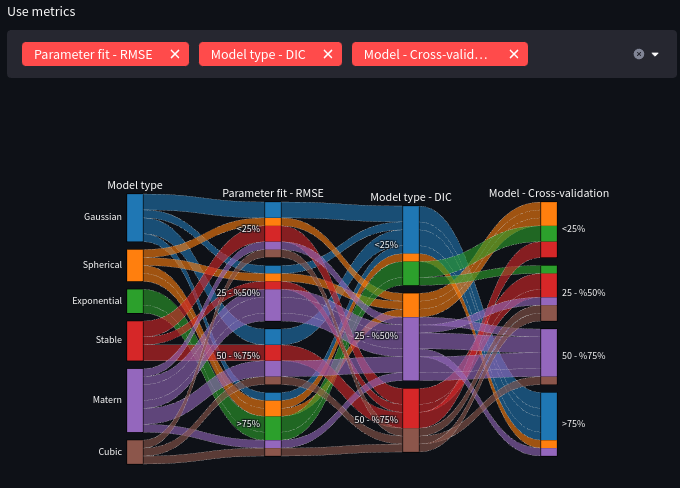 Use metrics
Parameter fit - RMSE ✕ Model type - DIC ✕ Model - Cross-valid… ✕
Model type
Parameter fit - RMSE
Model type - DIC
Model - Cross-validation
Gaussian
Spherical
Exponential
Stable
Matern
Cubic
<25%
25 - %50%
50 - %75%
>75%
<25%
25 - %50%
50 - %75%
<25%
25 - %50%
50 - %75%
>75%